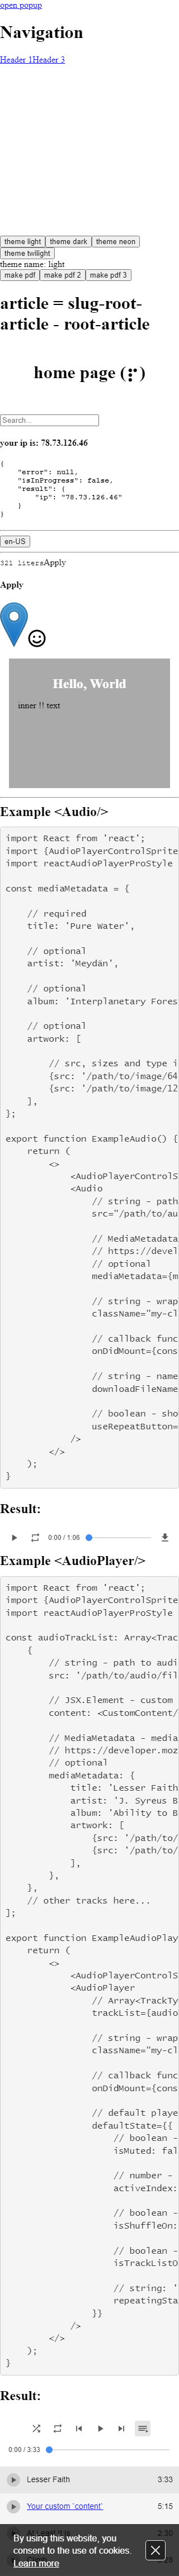 open popup
Navigation
Header 1Header 3
theme light theme dark theme neon
theme twillight
theme name: light
make pdf make pdf 2 make pdf 3
article = slug-root-
article - root-article
home page ( )
Search...
your ip is: 78.73.126.46
{
    "error": null,
    "isInProgress": false,
    "result": {
        "ip": "78.73.126.46"
    }
}
en-US
321 litersApply
Apply
Hello, World
inner !! text
Example <Audio/>
import React from 'react';
import {AudioPlayerControlSprite
import reactAudioPlayerProStyle
const mediaMetadata = {
    // required
    title: 'Pure Water',
    // optional
    artist: 'Meydän',
    // optional
    album: 'Interplanetary Fores
    // optional
    artwork: [
        // src, sizes and type i
        {src: '/path/to/image/64
        {src: '/path/to/image/12
    ],
};
export function ExampleAudio() {
    return (
        <>
            <AudioPlayerControlS
            <Audio
                // string - path
                src="/path/to/au
                // MediaMetadata
                // https://devel
                // optional
                mediaMetadata={m
                // string - wrap
                className="my-cl
                // callback func
                onDidMount={cons
                // string - name
                downloadFileName
                // boolean - sho
                useRepeatButton=
            />
        </>
    );
}
Result:
0:00 / 1:06
Example <AudioPlayer/>
import React from 'react';
import {AudioPlayerControlSprite
import reactAudioPlayerProStyle
const audioTrackList: Array<Trac
    {
        // string - path to audi
        src: '/path/to/audio/fil
        // JSX.Element - custom
        content: <CustomContent/
        // MediaMetadata - media
        // https://developer.moz
        // optional
        mediaMetadata: {
            title: 'Lesser Faith
            artist: 'J. Syreus B
            album: 'Ability to B
            artwork: [
                {src: '/path/to/
                {src: '/path/to/
            ],
        },
    },
    // other tracks here...
];
export function ExampleAudioPlay
    return (
        <>
            <AudioPlayerControlS
            <AudioPlayer
                // Array<TrackTy
                trackList={audio
                // string - wrap
                className="my-cl
                // callback func
                onDidMount={cons
                // default playe
                defaultState={{
                    // boolean -
                    isMuted: fal
                    // number -
                    activeIndex:
                    // boolean -
                    isShuffleOn:
                    // boolean -
                    isTrackListO
                    // string: '
                    repeatingSta
                }}
            />
        </>
    );
}
Result:
0:00 / 3:33
Lesser Faith 3:33
Your custom `content` 5:15
By using this website, you
consent to the use of cookies.
Learn more